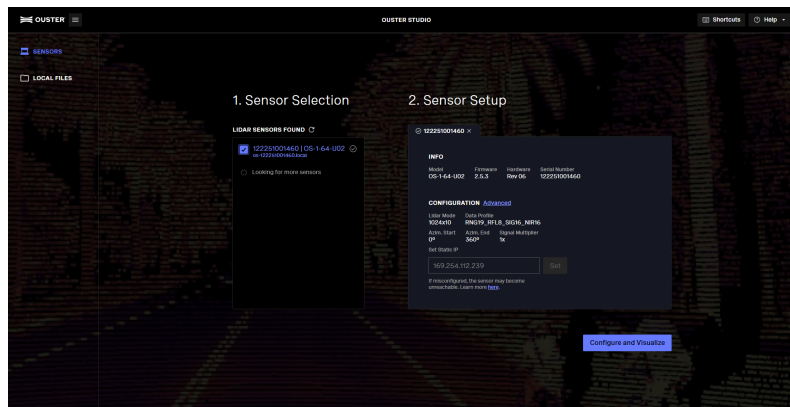 OUSTER
OUSTER STUDIO
Shortcuts
Help
SENSORS
LOCAL FILES
1. Sensor Selection
LIDAR SENSORS FOUND
122251001460 | OS-1-64-U02
os-122251001460.local
Looking for more sensors
2. Sensor Setup
122251001460 ×
INFO
Model Firmware Hardware Serial Number
OS-1-64-U02 2.5.3 Rev 06 122251001460
CONFIGURATION Advanced
Lidar Mode Data Profile
1024x10 RNG19_RFL8_SIG16_NIR16
Azim. Start Azim. End Signal Multiplier
0° 360° 1x
Set Static IP
169.254.112.239 Set
If misconfigured, the sensor may become
unreachable. Learn more here.
Configure and Visualize